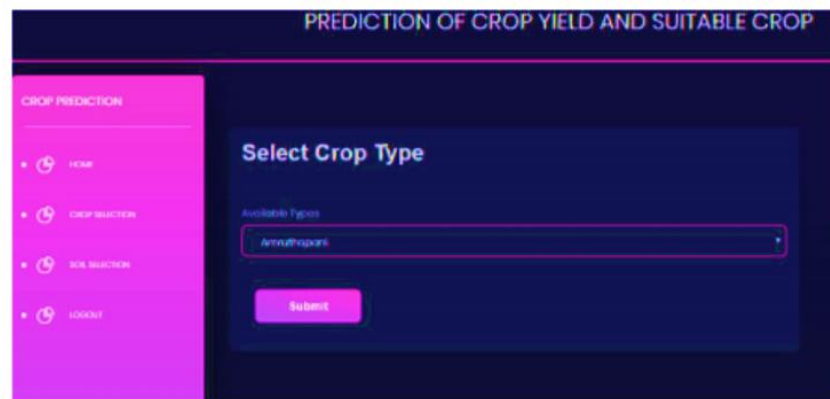 PREDICTION OF CROP YIELD AND SUITABLE CROP
CROP PREDICTION
HOME
CROP SELECTION
SOIL SELECTION
LOGOUT
Select Crop Type
Available Types
Amruthapani
Submit